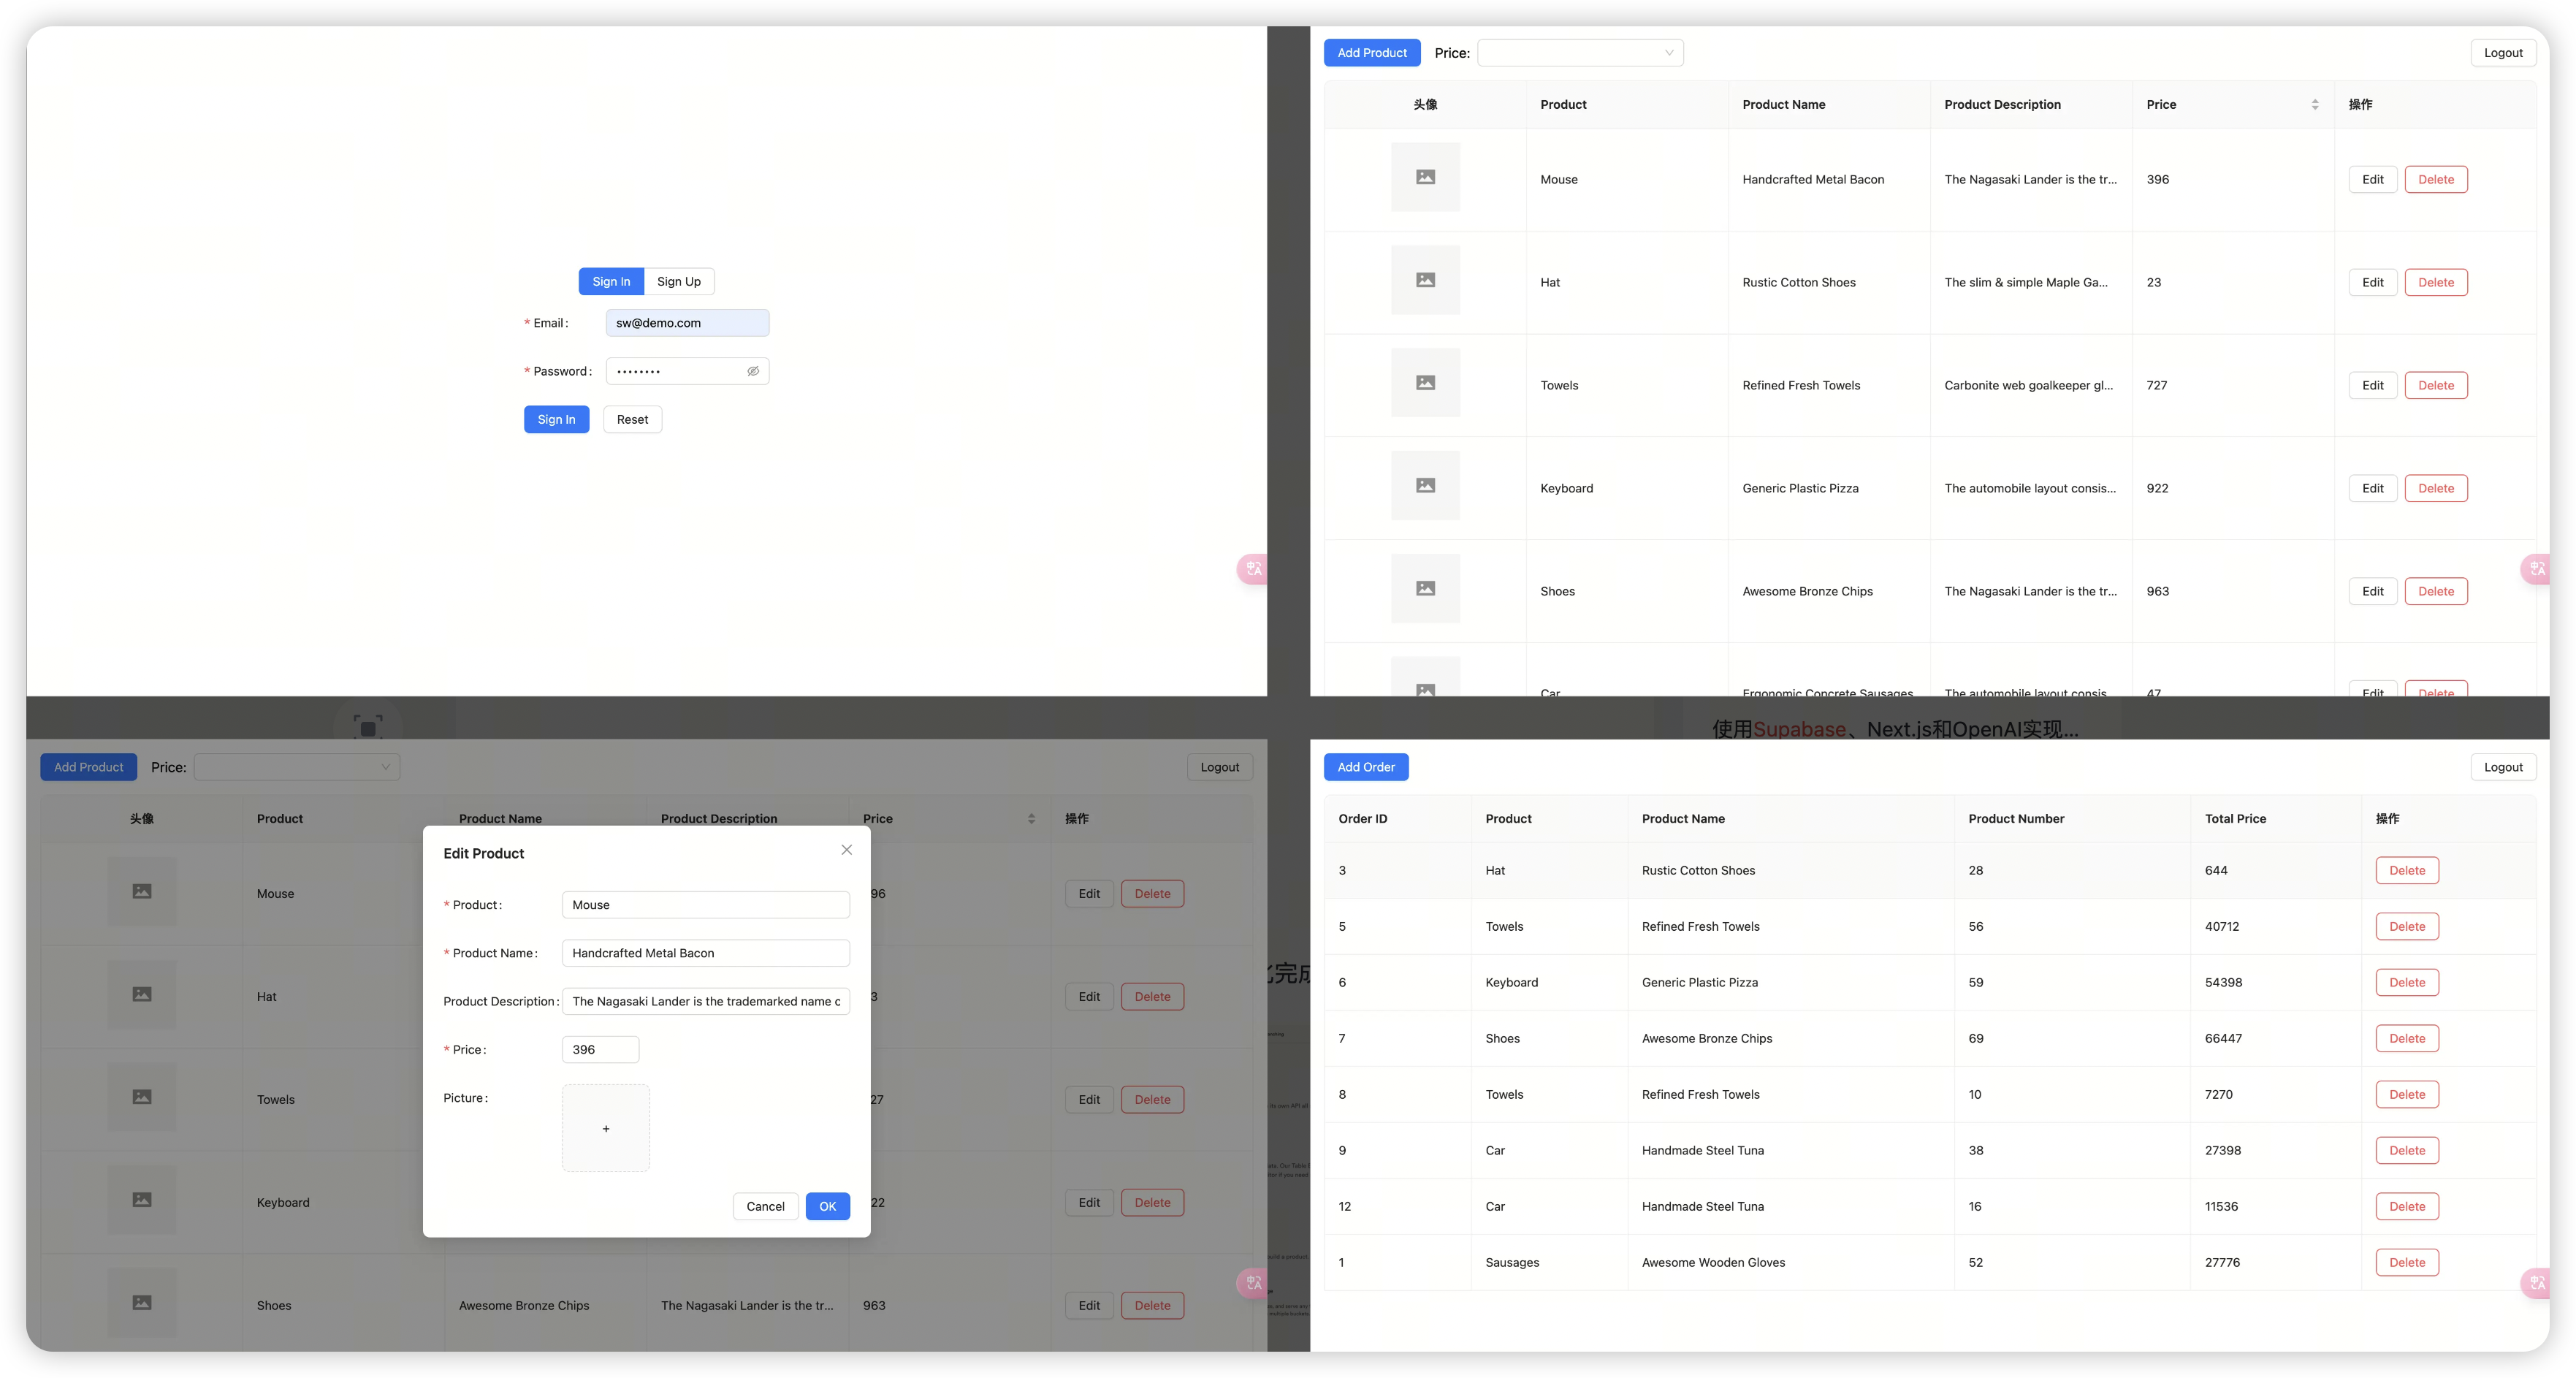 Sign In Sign Up
* Email: sw@demo.com
* Password: ••••••••
Sign In Reset
Add Product Price: Logout
头像 Product Product Name Product Description Price 操作
Mouse Handcrafted Metal Bacon The Nagasaki Lander is the tr... 396 Edit Delete
Hat Rustic Cotton Shoes The slim & simple Maple Ga... 23 Edit Delete
Towels Refined Fresh Towels Carbonite web goalkeeper gl... 727 Edit Delete
Keyboard Generic Plastic Pizza The automobile layout consis... 922 Edit Delete
Shoes Awesome Bronze Chips The Nagasaki Lander is the tr... 963 Edit Delete
Car Ergonomic Concrete Sausages The automobile layout consis... 47 Edit Delete
使用Supabase、Next.js和OpenAI实现...
Add Product Price: Logout
头像 Product Product Name Product Description Price 操作
Mouse 96 Edit Delete
Hat 3 Edit Delete
Towels 27 Edit Delete
Keyboard 22 Edit Delete
Shoes Awesome Bronze Chips The Nagasaki Lander is the tr... 963 Edit Delete
Edit Product
* Product: Mouse
* Product Name: Handcrafted Metal Bacon
Product Description: The Nagasaki Lander is the trademarked name c
* Price: 396
Picture:
+
Cancel OK
化完成
Add Order Logout
Order ID Product Product Name Product Number Total Price 操作
3 Hat Rustic Cotton Shoes 28 644 Delete
5 Towels Refined Fresh Towels 56 40712 Delete
6 Keyboard Generic Plastic Pizza 59 54398 Delete
7 Shoes Awesome Bronze Chips 69 66447 Delete
8 Towels Refined Fresh Towels 10 7270 Delete
9 Car Handmade Steel Tuna 38 27398 Delete
12 Car Handmade Steel Tuna 16 11536 Delete
1 Sausages Awesome Wooden Gloves 52 27776 Delete